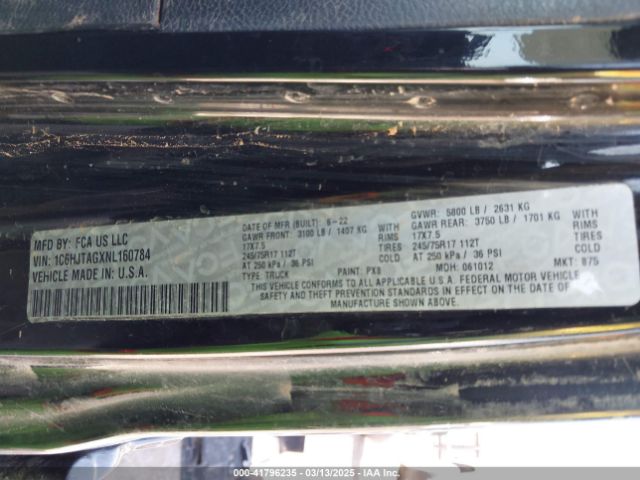 MFD BY: FCA US LLC
VIN: 1C6HJTAGXNL160784
VEHICLE MADE IN U.S.A.
DATE OF MFR (BUILT): 6-22
GAWR FRONT: 3100 LB / 1407 KG WITH
17X7.5 RIMS
245/75R17 112T TIRES
AT 250 kPa / 36 PSI COLD
TYPE: TRUCK PAINT: PX8
GVWR: 5800 LB / 2631 KG
GAWR REAR: 3750 LB / 1701 KG WITH
17X7.5 RIMS
245/75R17 112T TIRES
AT 250 kPa / 36 PSI COLD
MOH: 061012 MKT: 875
THIS VEHICLE CONFORMS TO ALL APPLICABLE U.S.A. FEDERAL MOTOR VEHICLE
SAFETY AND THEFT PREVENTION STANDARDS IN EFFECT ON THE DATE OF
MANUFACTURE SHOWN ABOVE.
000-41796235 - 03/13/2025 - IAA Inc.